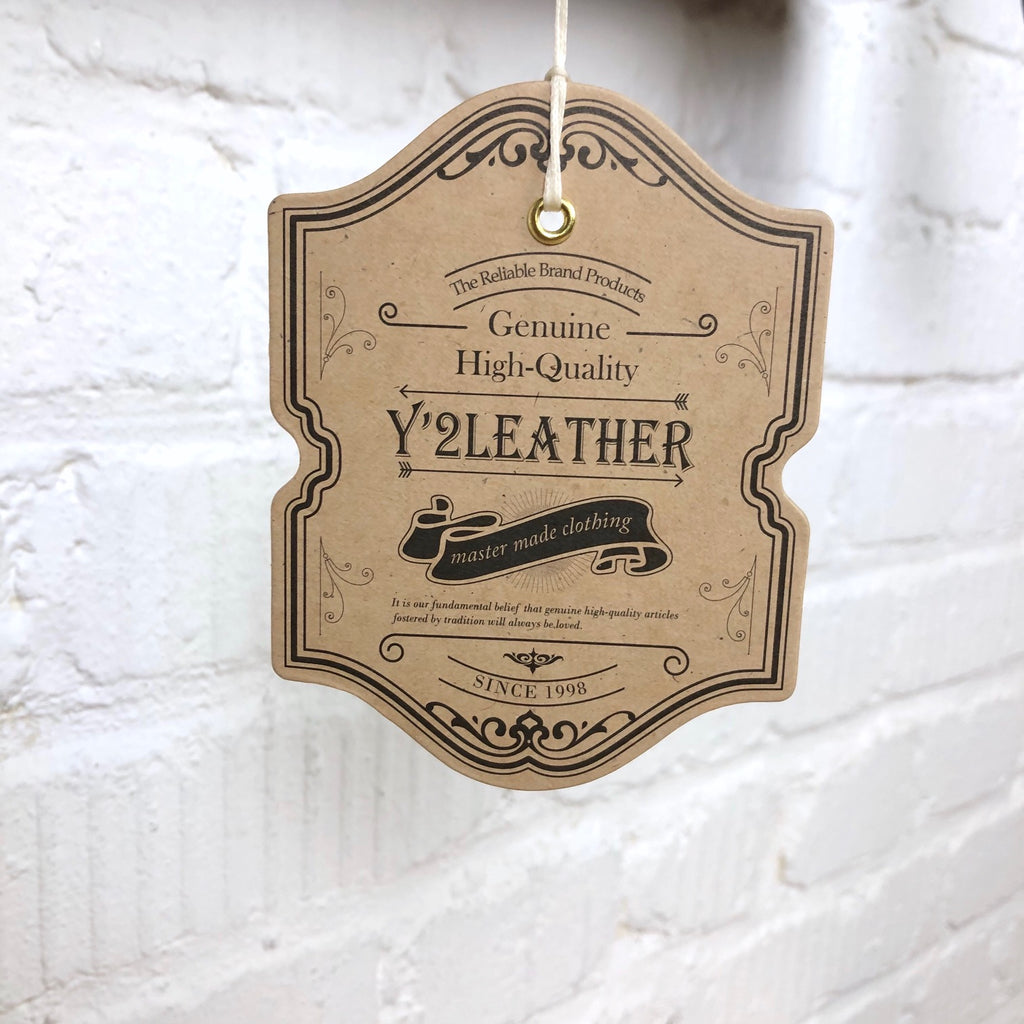 The Reliable Brand Products
Genuine
High-Quality
Y'2LEATHER
master made clothing
It is our fundamental belief that genuine high-quality articles
fostered by tradition will always be loved.
SINCE 1998